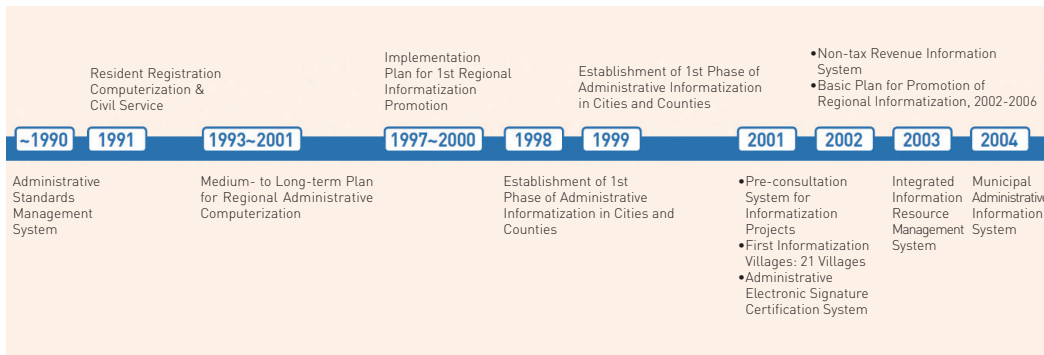 Resident Registration
Computerization &
Civil Service
Implementation
Plan for 1st Regional
Informatization
Promotion
Establishment of 1st Phase of
Administrative Informatization
in Cities and Counties
•Non-tax Revenue Information
System
•Basic Plan for Promotion of
Regional Informatization, 2002-2006
~1990 1991 1993~2001 1997~2000 1998 1999 2001 2002 2003 2004
Administrative
Standards
Management
System
Medium- to Long-term Plan
for Regional Administrative
Computerization
Establishment of 1st
Phase of Administrative
Informatization in Cities and
Counties
•Pre-consultation
System for
Informatization
Projects
•First Informatization
Villages: 21 Villages
•Administrative
Electronic Signature
Certification System
Integrated
Information
Resource
Management
System
Municipal
Administrative
Information
System